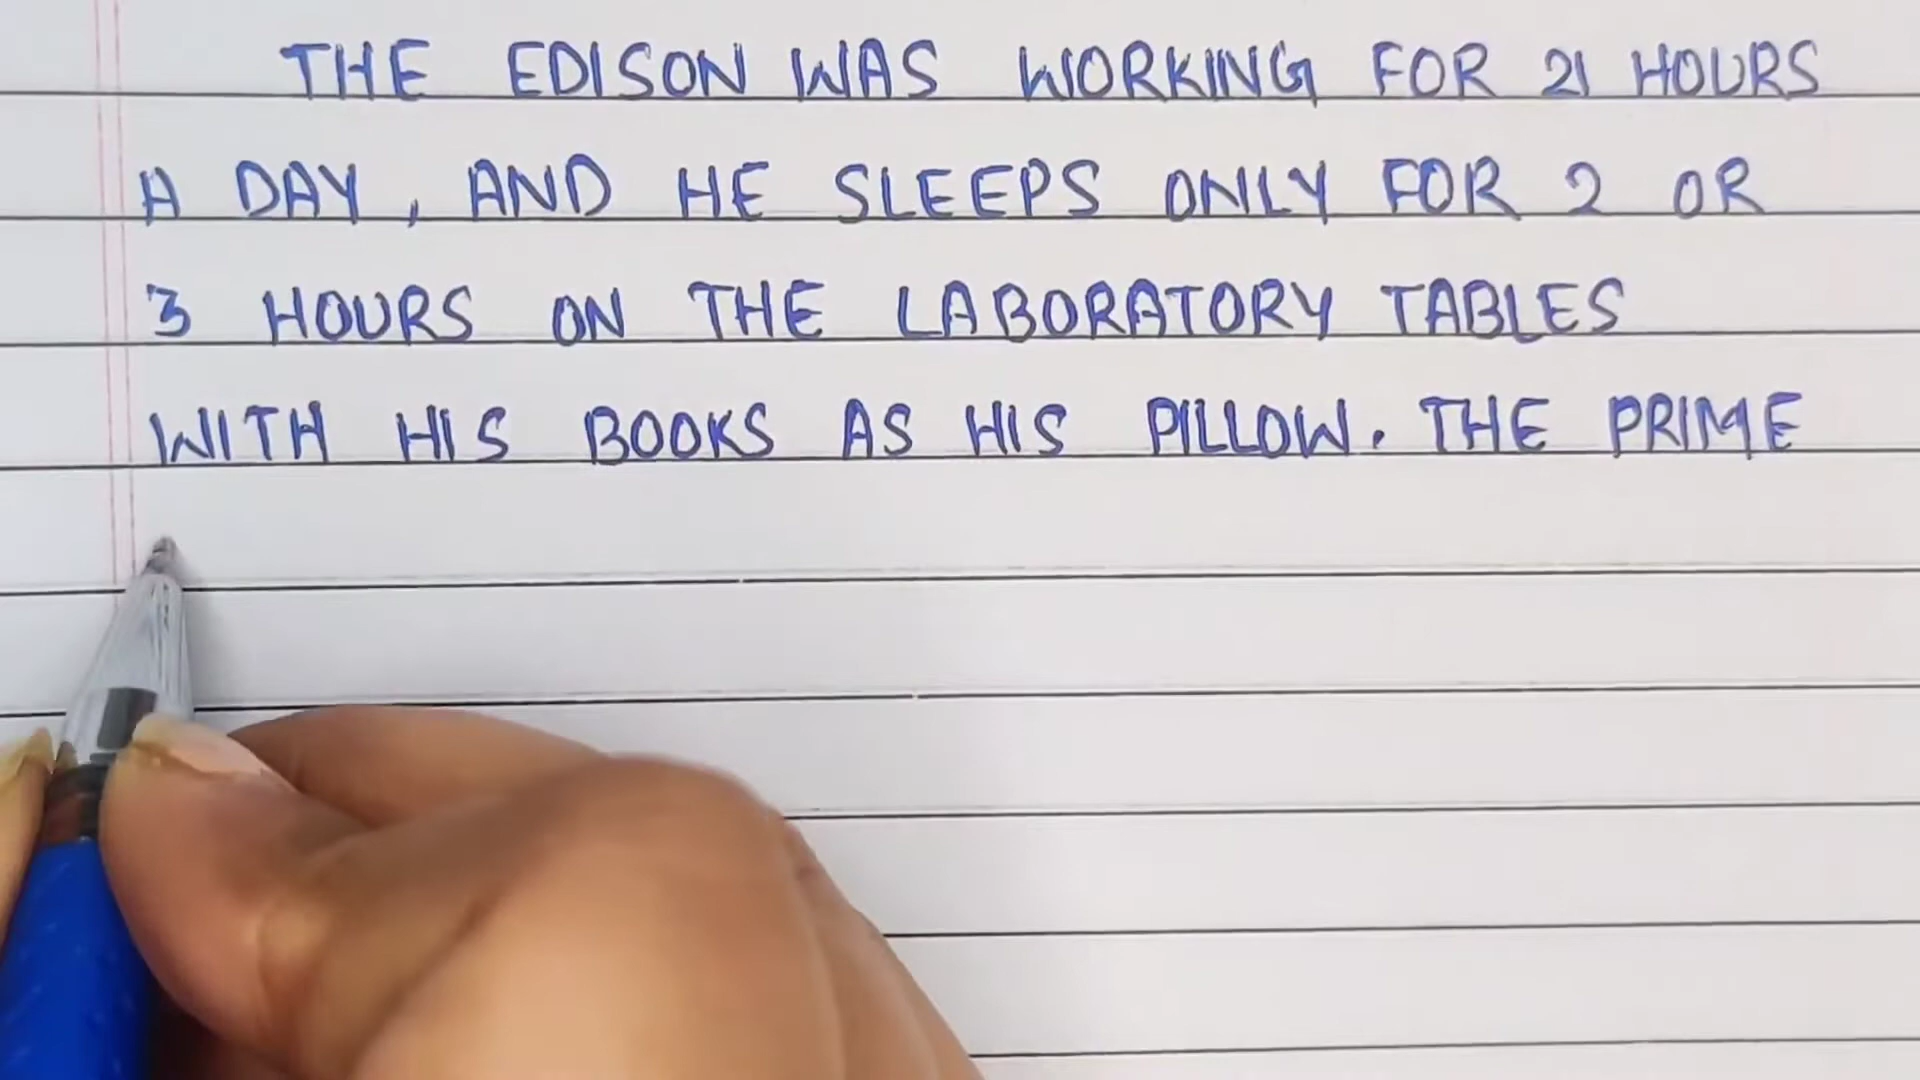 THE EDISON WAS WORKING FOR 21 HOURS
A DAY, AND HE SLEEPS ONLY FOR 2 OR
3 HOURS ON THE LABORATORY TABLES
WITH HIS BOOKS AS HIS PILLOW. THE PRIME